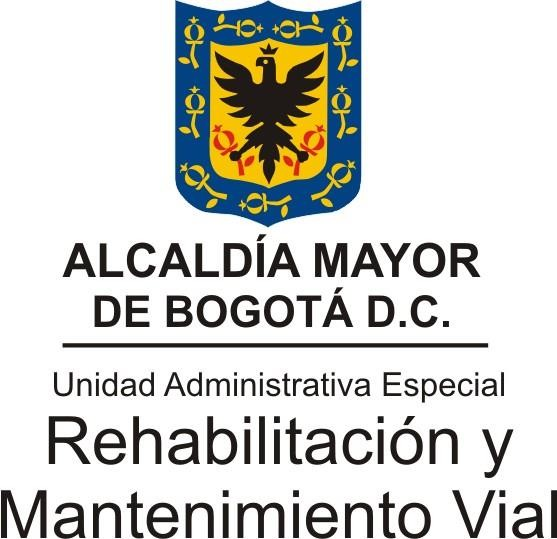 ALCALDÍA MAYOR
DE BOGOTÁ D.C.
Unidad Administrativa Especial
Rehabilitación y
Mantenimiento Vial